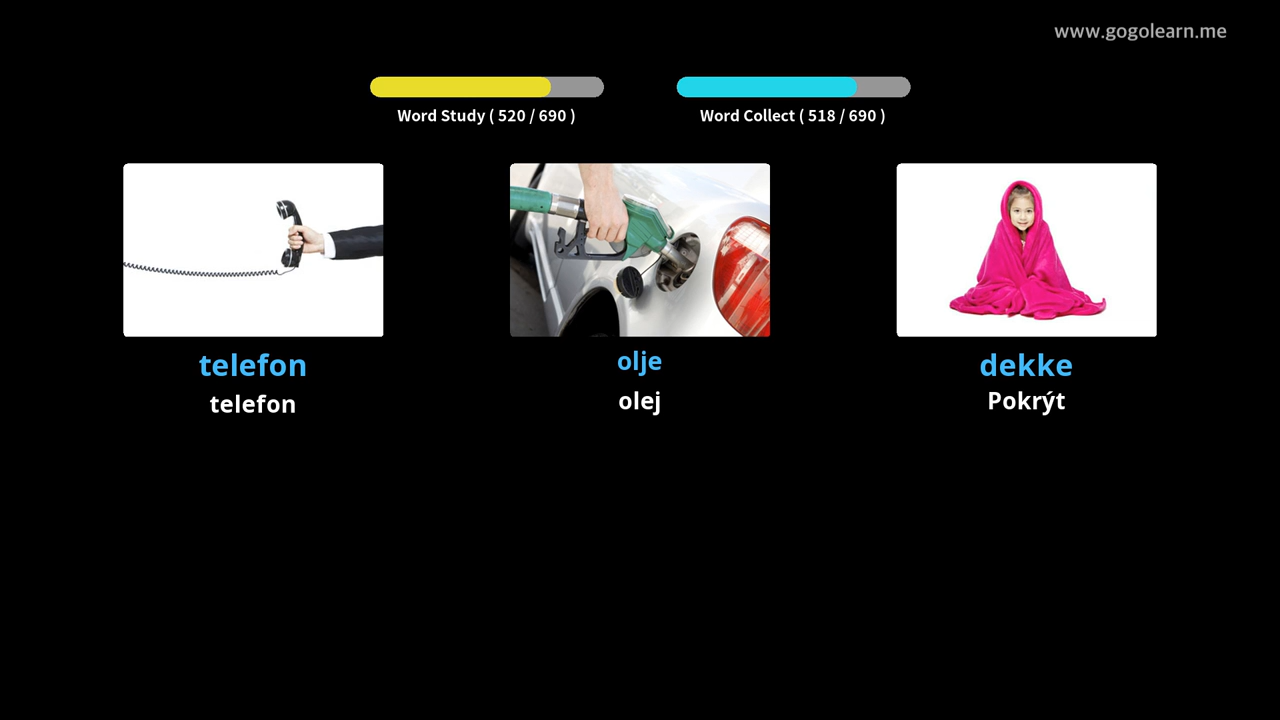 www.gogolearn.me
Word Study ( 520 / 690 )
Word Collect ( 518 / 690 )
telefon
telefon
olje
olej
dekke
Pokrýt